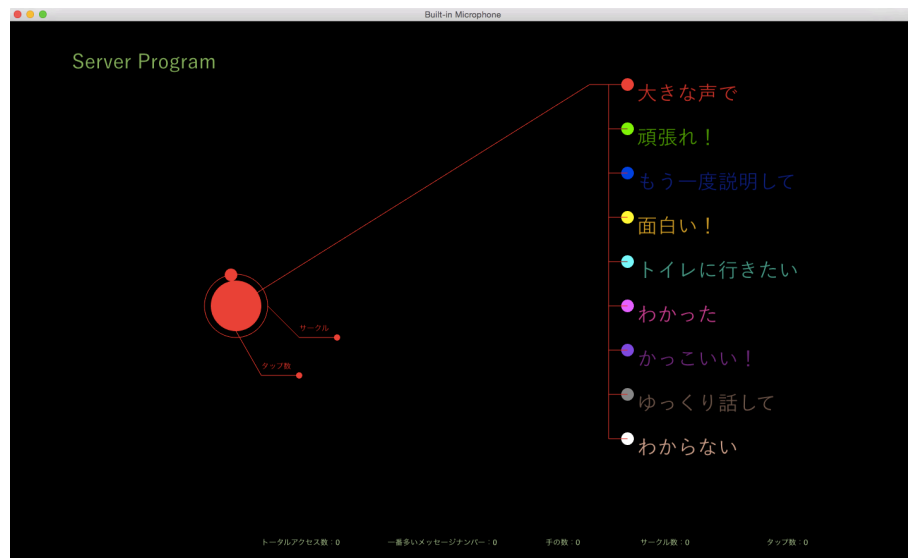 Built-in Microphone
Server Program
大きな声で
頑張れ！
もう一度説明して
面白い！
トイレに行きたい
わかった
かっこいい！
ゆっくり話して
わからない
サークル
タップ数
トータルアクセス数：0 一番多いメッセージナンバー：0 手の数：0 サークル数：0 タップ数：0